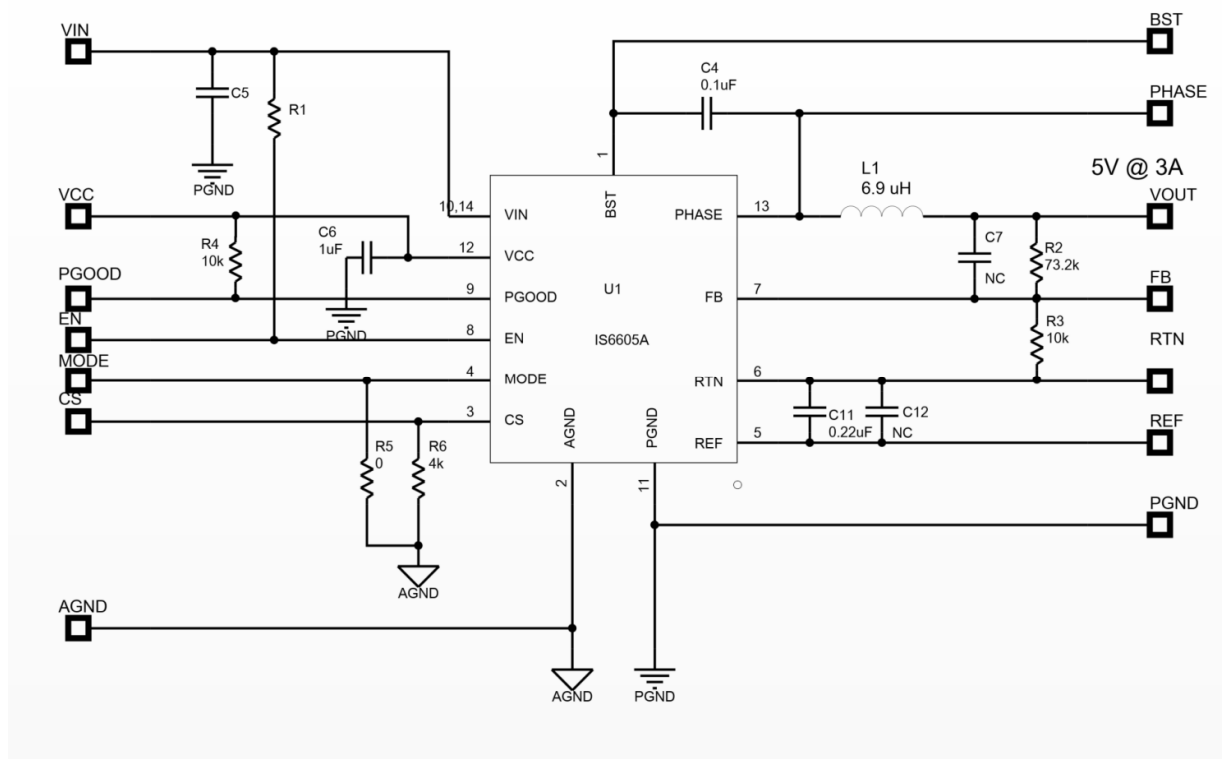 VIN
BST
C4
0.1uF
C5
R1
PHASE
PGND
5V @ 3A
L1
6.9 uH
VCC
1
BST
VOUT
10,14
VIN
PHASE
13
R4
10k
C6
1uF
12
VCC
C7
NC
R2
73.2k
PGOOD
9
PGOOD
U1
FB
7
FB
EN
PGND
8
EN
IS6605A
R3
10k
RTN
MODE
4
MODE
RTN
6
CS
3
CS
AGND
PGND
C11
0.22uF
C12
NC
REF
R5
0
R6
4k
REF
5
2
11
PGND
AGND
AGND
AGND
PGND